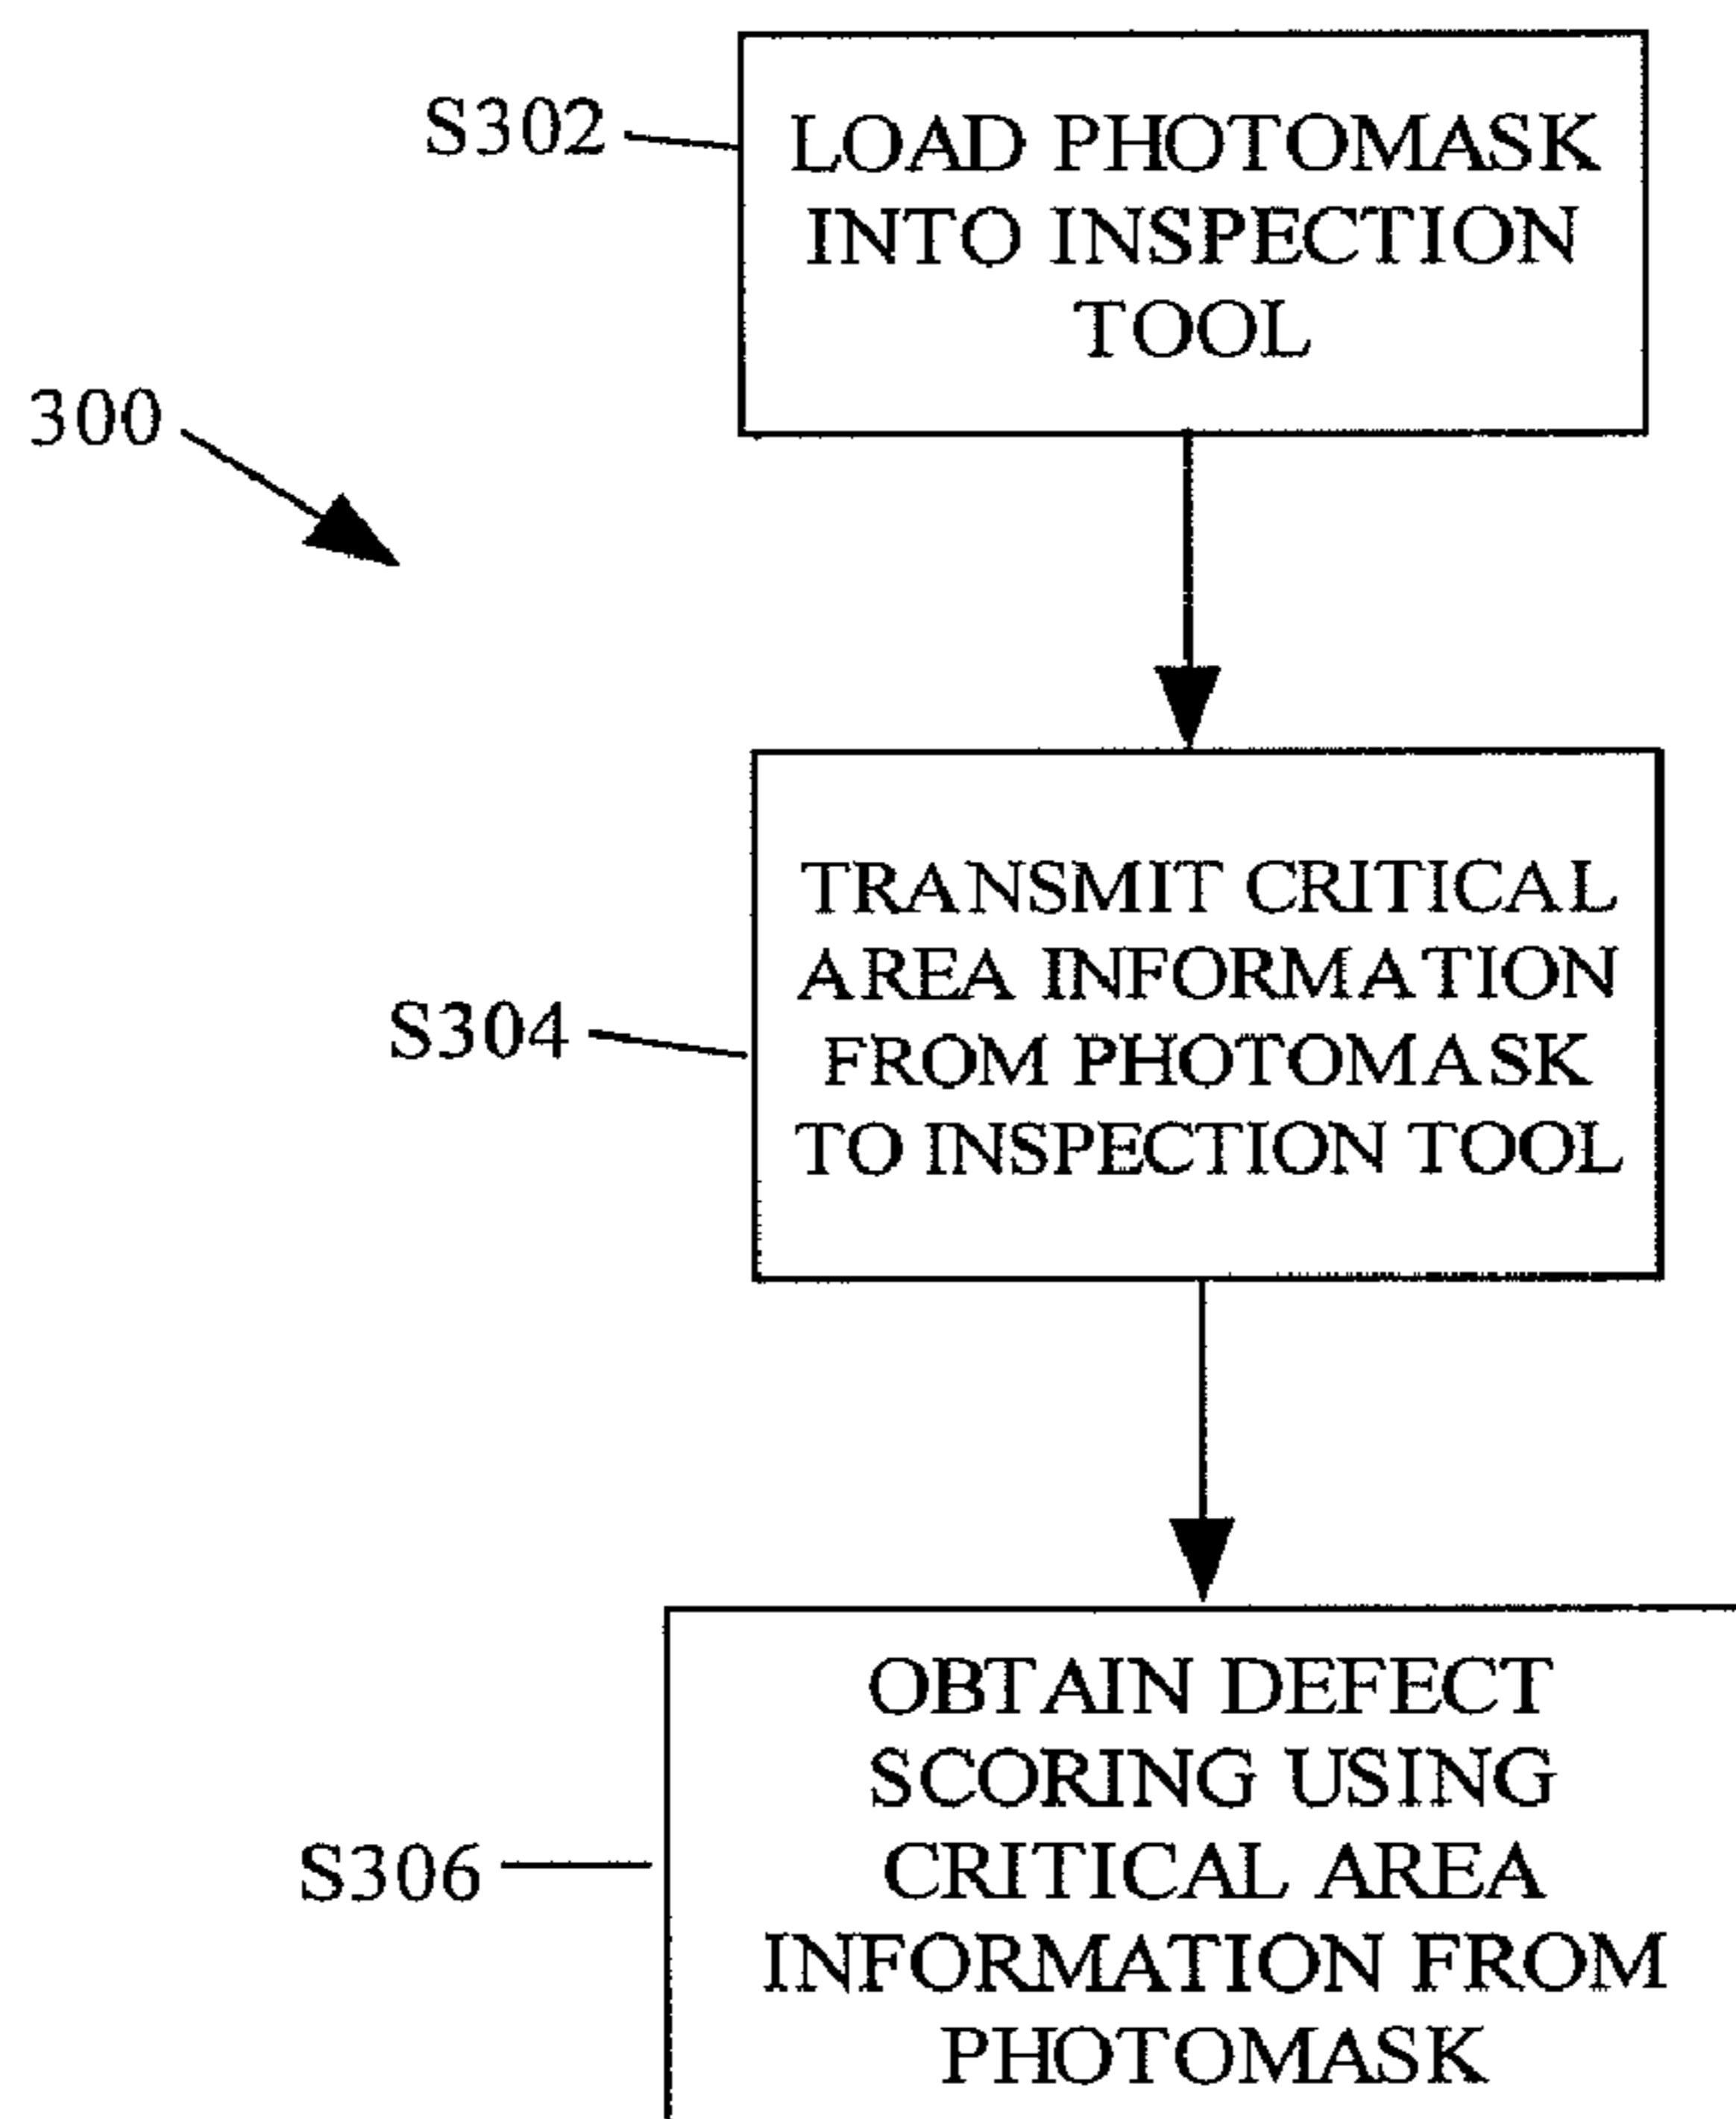 S302
LOAD PHOTOMASK
INTO INSPECTION
TOOL
300
S304
TRANSMIT CRITICAL
AREA INFORMATION
FROM PHOTOMASK
TO INSPECTION TOOL
S306
OBTAIN DEFECT
SCORING USING
CRITICAL AREA
INFORMATION FROM
PHOTOMASK